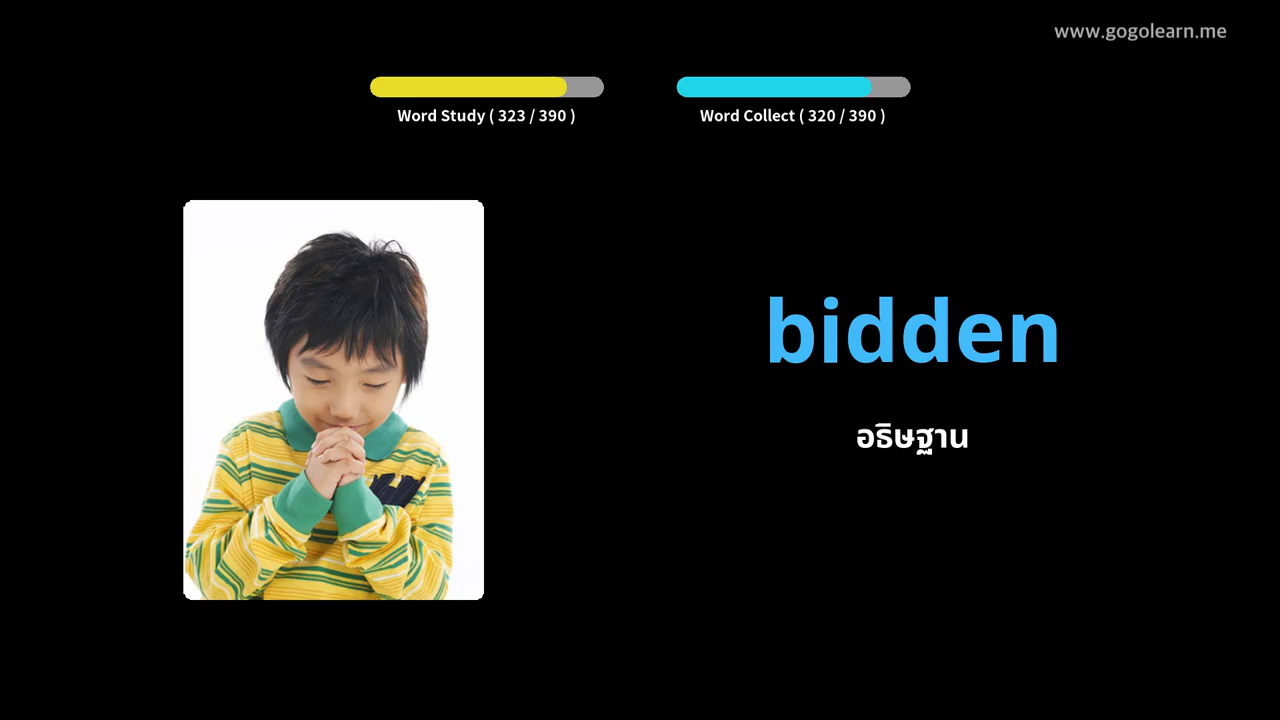 www.gogolearn.me
Word Study ( 323 / 390 )
Word Collect ( 320 / 390 )
bidden
อธิษฐาน